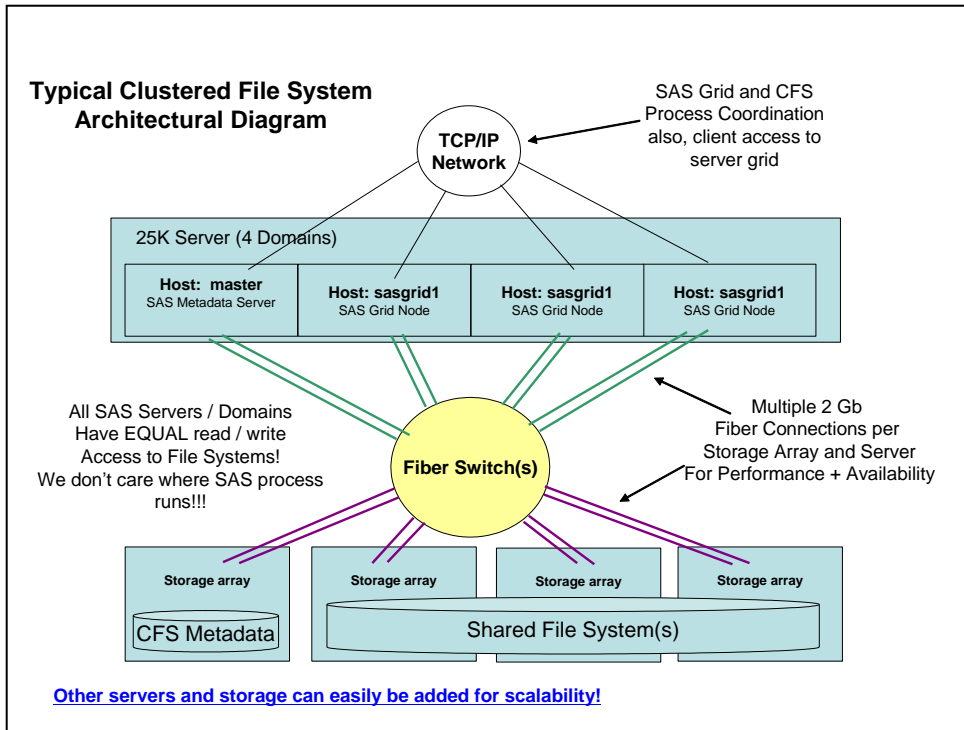 Typical Clustered File System
Architectural Diagram
SAS Grid and CFS
Process Coordination
also, client access to
server grid
TCP/IP
Network
25K Server (4 Domains)
Host:  master
SAS Metadata Server
Host: sasgrid1
SAS Grid Node
Host: sasgrid1
SAS Grid Node
Host: sasgrid1
SAS Grid Node
All SAS Servers / Domains
Have EQUAL read / write
Access to File Systems!
We don’t care where SAS process
runs!!!
Fiber Switch(s)
Multiple 2 Gb
Fiber Connections per
Storage Array and Server
For Performance + Availability
Storage array
CFS Metadata
Storage array
Storage array
Storage array
Shared File System(s)
Other servers and storage can easily be added for scalability!